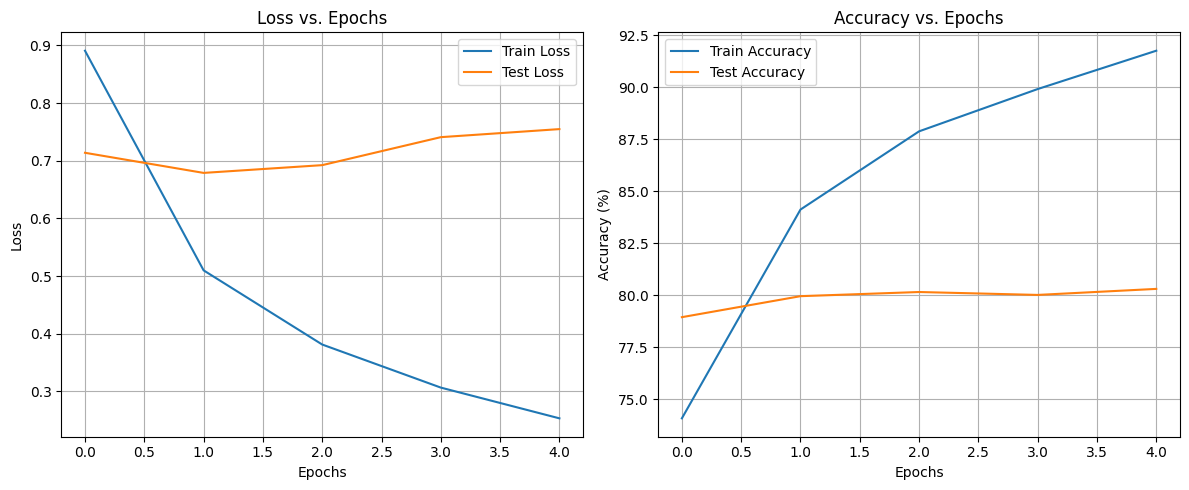 Loss vs. Epochs
0.9
0.8
0.7
0.6
0.5
0.4
0.3
Loss
Train Loss
Test Loss
0.0 0.5 1.0 1.5 2.0 2.5 3.0 3.5 4.0
Epochs
Accuracy vs. Epochs
92.5
90.0
87.5
85.0
82.5
80.0
77.5
75.0
Accuracy (%)
Train Accuracy
Test Accuracy
0.0 0.5 1.0 1.5 2.0 2.5 3.0 3.5 4.0
Epochs